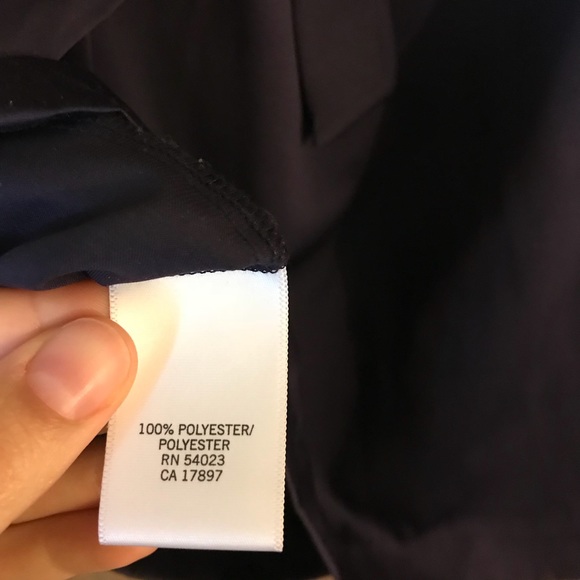 100% POLYESTER/
POLYESTER
RN 54023
CA 17897